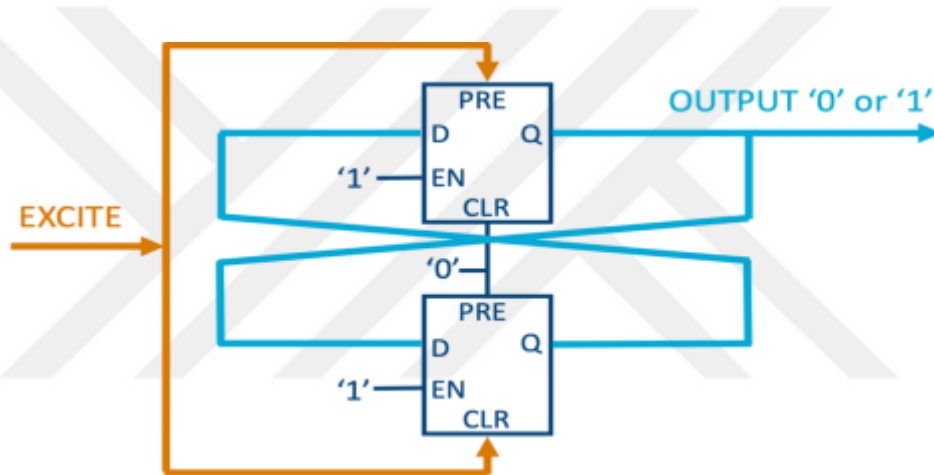 PRE
OUTPUT ‘0’ or ‘1’
D
Q
‘1’
EN
CLR
EXCITE
‘0’
PRE
D
Q
‘1’
EN
CLR